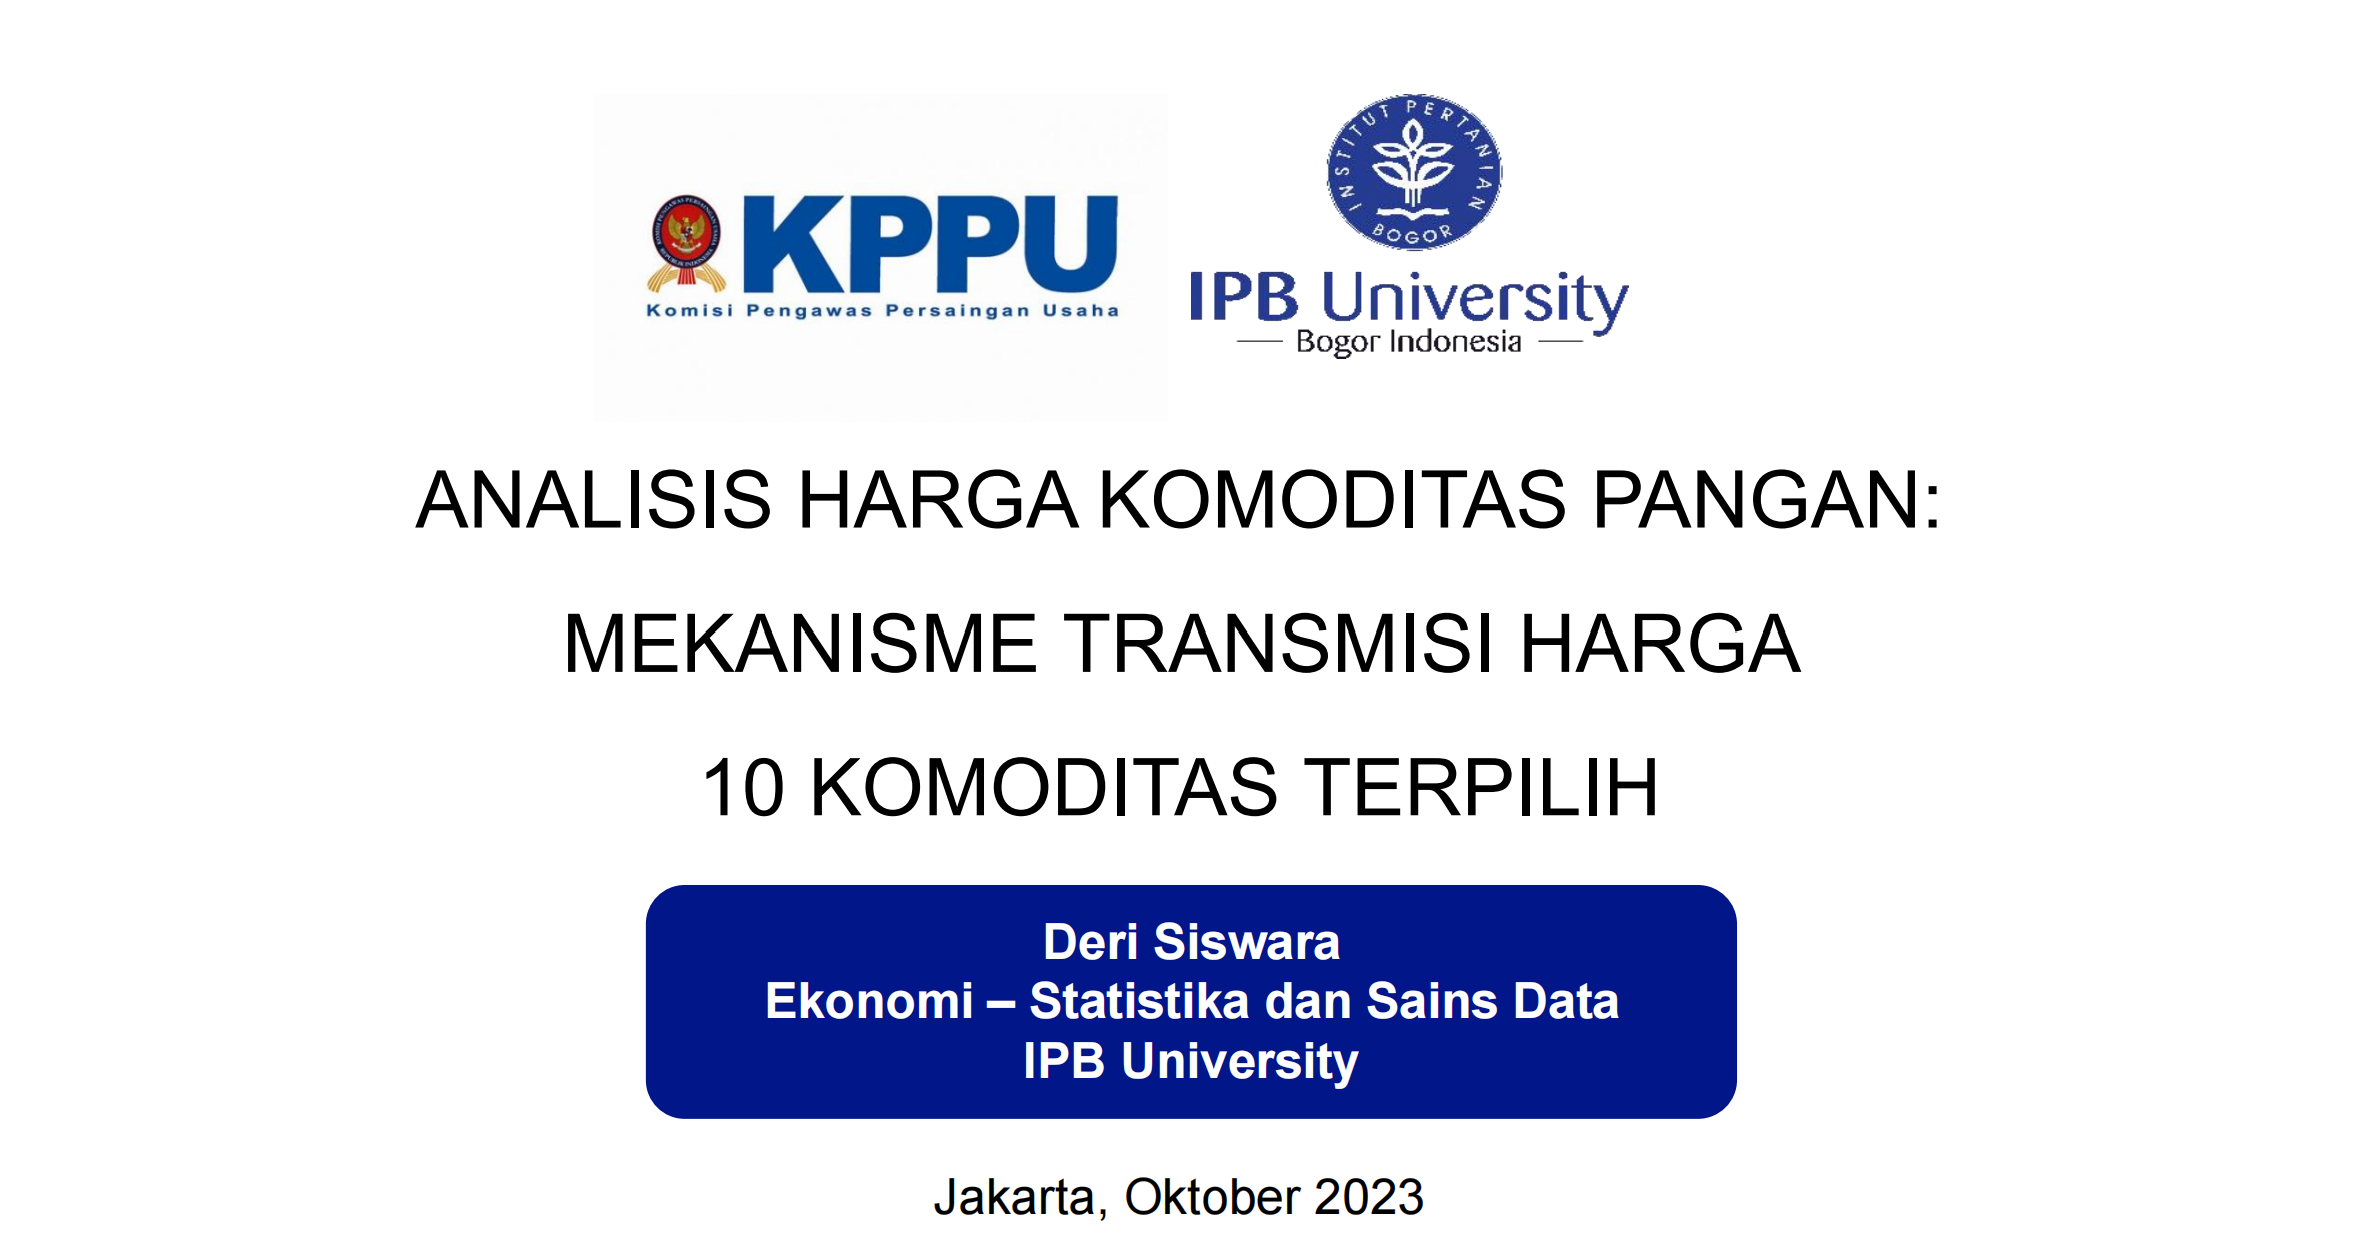 KPPU
Komisi Pengawas Persaingan Usaha
INSTITUT PERTANIAN
BOGOR
IPB University
Bogor Indonesia
ANALISIS HARGA KOMODITAS PANGAN:
MEKANISME TRANSMISI HARGA
10 KOMODITAS TERPILIH
Deri Siswara
Ekonomi – Statistika dan Sains Data
IPB University
Jakarta, Oktober 2023